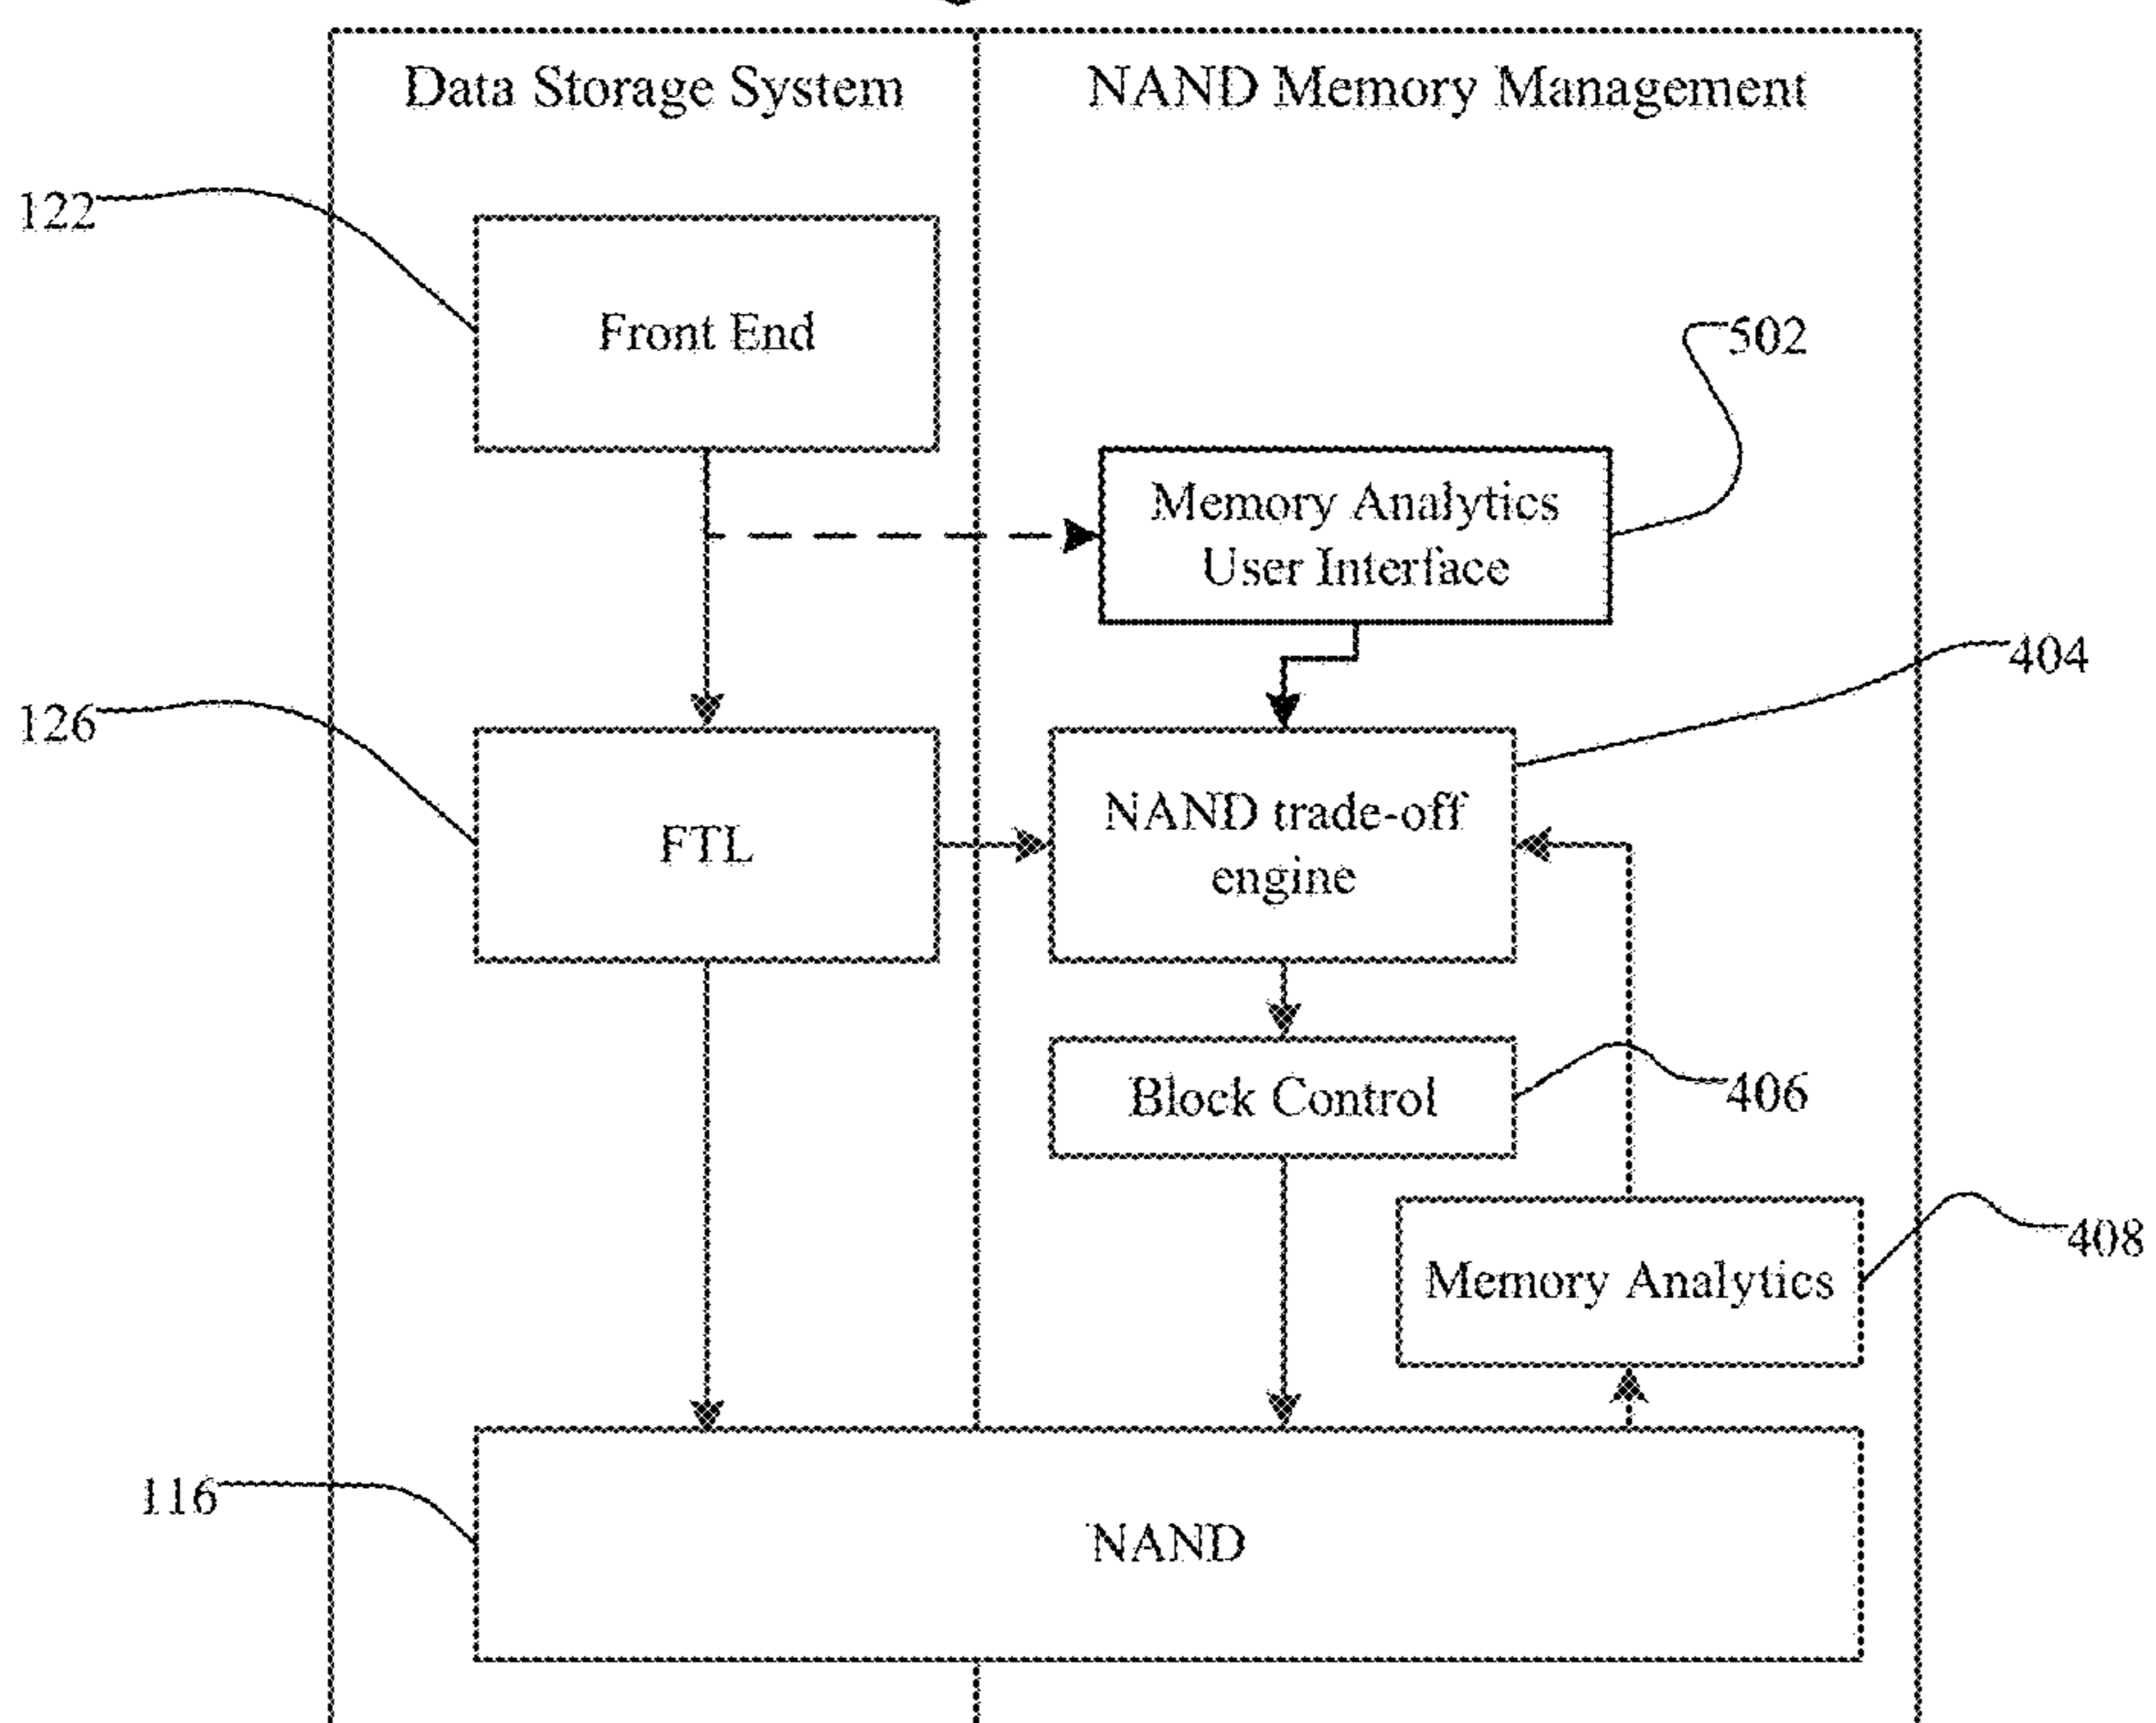 Data Storage System
NAND Memory Management
122
Front End
502
Memory Analytics
User Interface
404
126
FTL
NAND trade-off
engine
Block Control
406
408
Memory Analytics
116
NAND